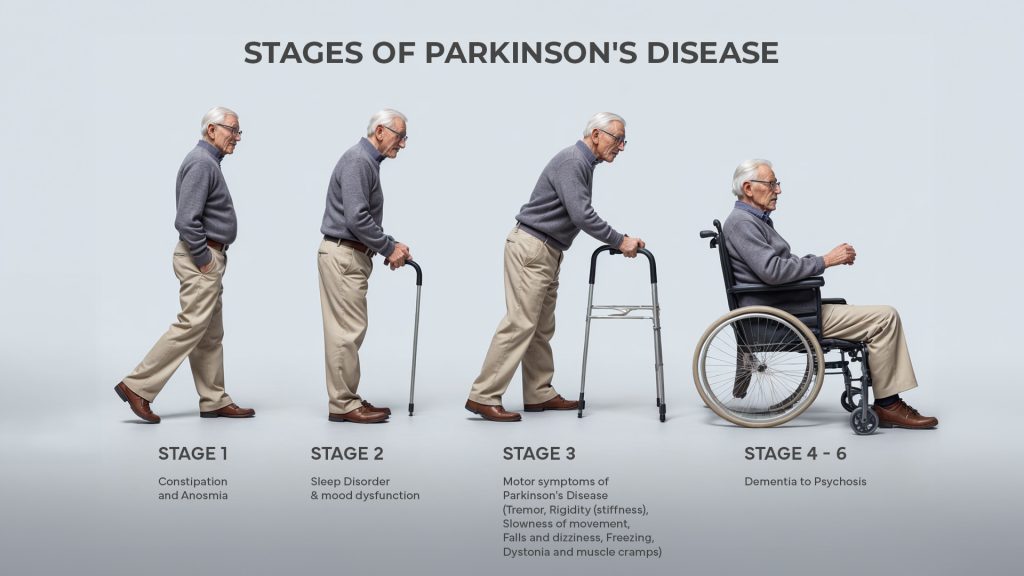 STAGES OF PARKINSON'S DISEASE
STAGE 1
Constipation
and Anosmia
STAGE 2
Sleep Disorder
& mood dysfunction
STAGE 3
Motor symptoms of
Parkinson's Disease
(Tremor, Rigidity (stiffness),
Slowness of movement,
Falls and dizziness, Freezing,
Dystonia and muscle cramps)
STAGE 4 - 6
Dementia to Psychosis